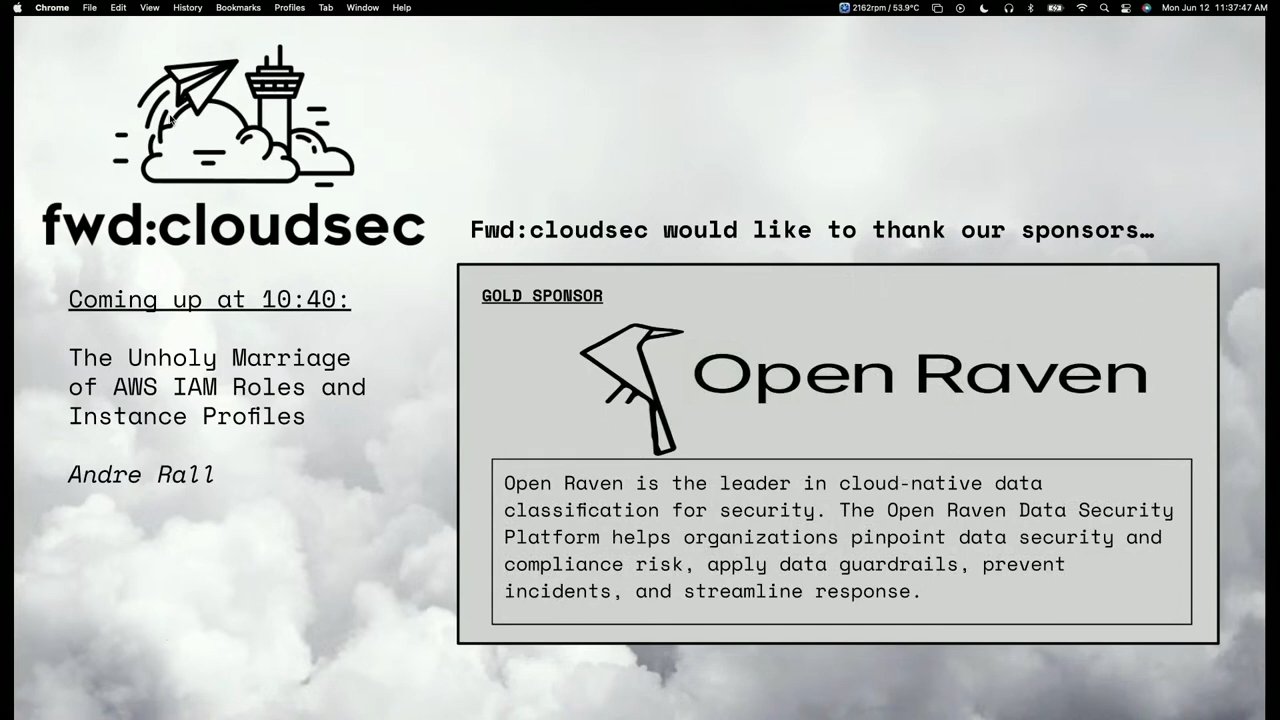 Chrome File Edit View History Bookmarks Profiles Tab Window Help 2162rpm / 53.9°C Mon Jun 12 11:37:47 AM
fwd:cloudsec
Coming up at 10:40:
The Unholy Marriage
of AWS IAM Roles and
Instance Profiles
Andre Rall
Fwd:cloudsec would like to thank our sponsors…
GOLD SPONSOR
Open Raven
Open Raven is the leader in cloud-native data
classification for security. The Open Raven Data Security
Platform helps organizations pinpoint data security and
compliance risk, apply data guardrails, prevent
incidents, and streamline response.